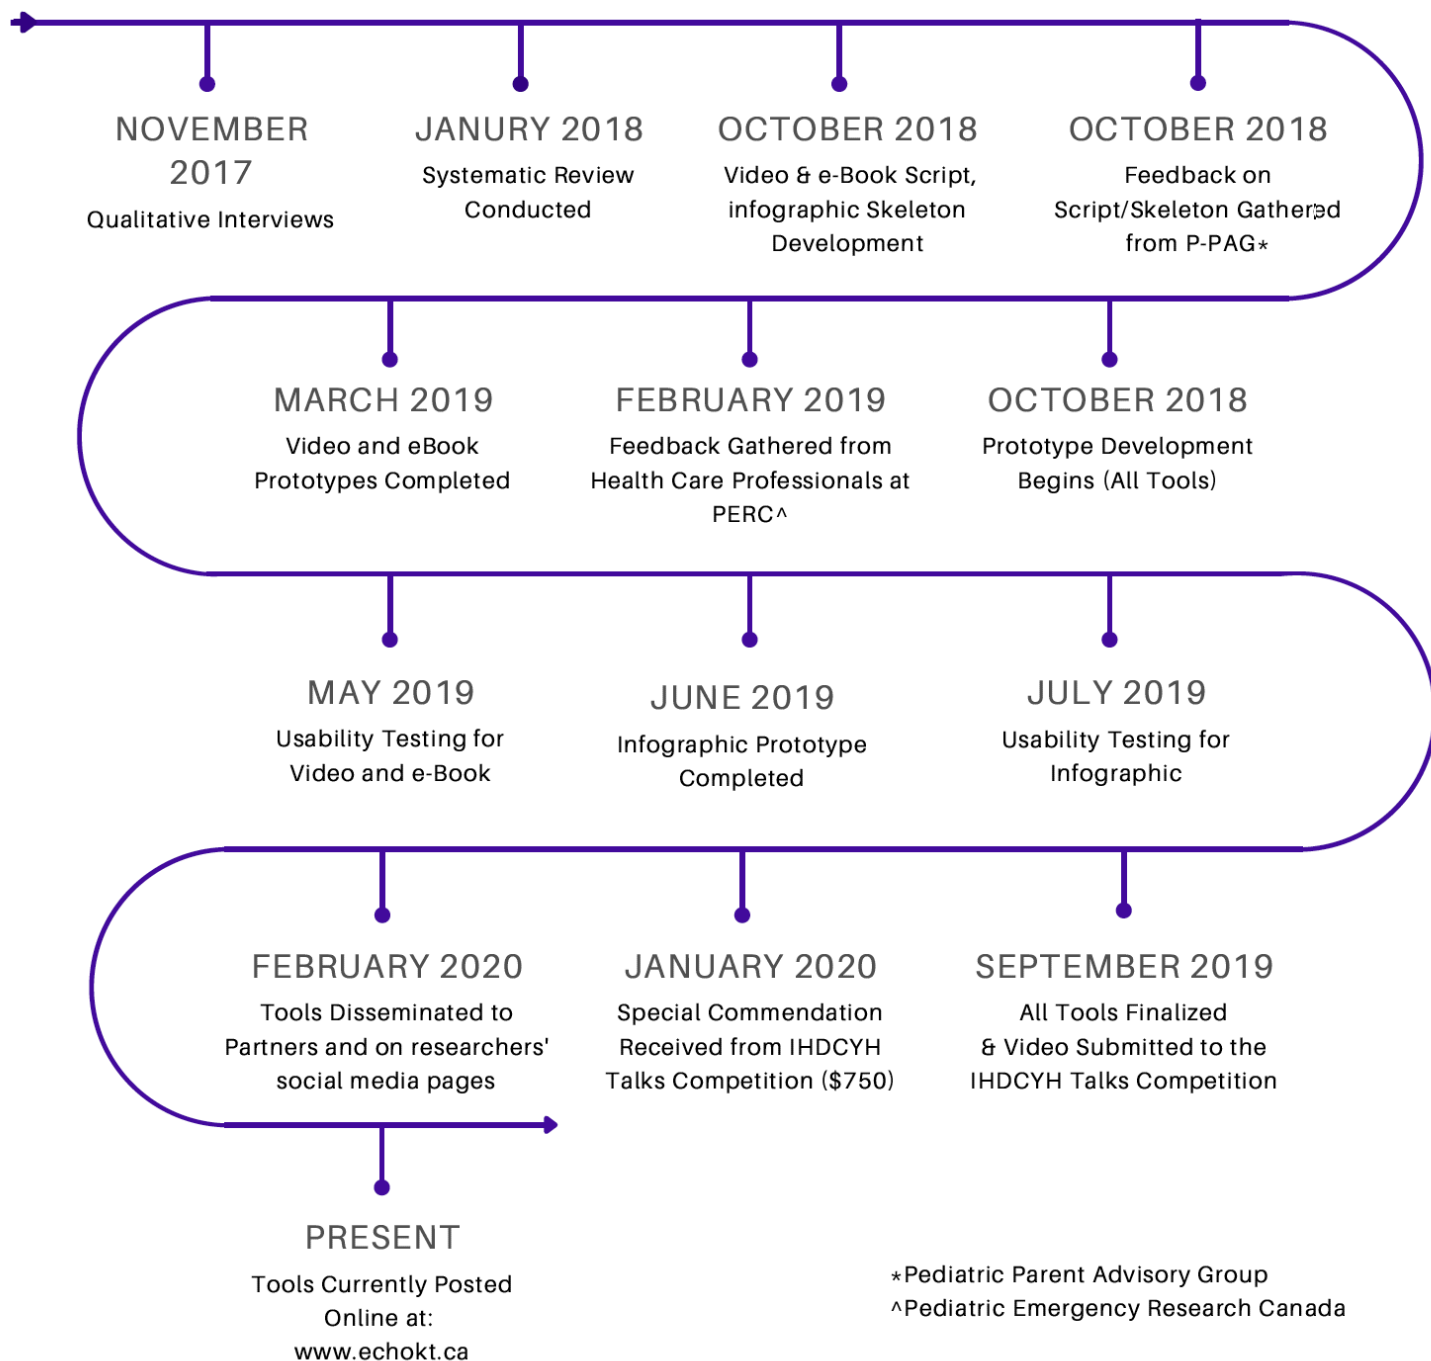 NOVEMBER
2017
Qualitative Interviews
JANURY 2018
Systematic Review
Conducted
OCTOBER 2018
Video & e-Book Script,
infographic Skeleton
Development
OCTOBER 2018
Feedback on
Script/Skeleton Gathered
from P-PAG*
MARCH 2019
Video and eBook
Prototypes Completed
FEBRUARY 2019
Feedback Gathered from
Health Care Professionals at
PERC^
OCTOBER 2018
Prototype Development
Begins (All Tools)
MAY 2019
Usability Testing for
Video and e-Book
JUNE 2019
Infographic Prototype
Completed
JULY 2019
Usability Testing for
Infographic
FEBRUARY 2020
Tools Disseminated to
Partners and on researchers'
social media pages
JANUARY 2020
Special Commendation
Received from IHDCYH
Talks Competition ($750)
SEPTEMBER 2019
All Tools Finalized
& Video Submitted to the
IHDCYH Talks Competition
PRESENT
Tools Currently Posted
Online at:
www.echokt.ca
*Pediatric Parent Advisory Group
^Pediatric Emergency Research Canada